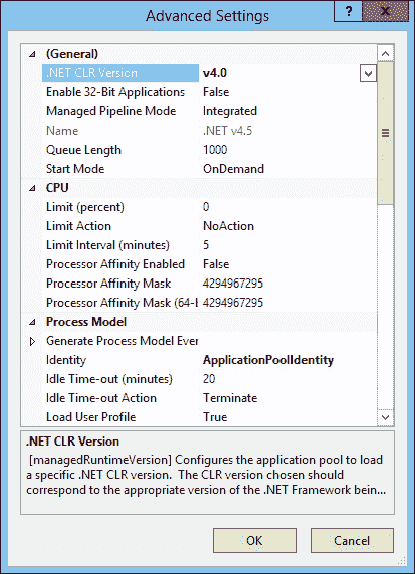 Advanced Settings
?
x
(General)
.NET CLR Version v4.0
Enable 32-Bit Applications False
Managed Pipeline Mode Integrated
Name .NET v4.5
Queue Length 1000
Start Mode OnDemand
CPU
Limit (percent) 0
Limit Action NoAction
Limit Interval (minutes) 5
Processor Affinity Enabled False
Processor Affinity Mask 4294967295
Processor Affinity Mask (64-b 4294967295
Process Model
Generate Process Model Ever
Identity ApplicationPoolIdentity
Idle Time-out (minutes) 20
Idle Time-out Action Terminate
Load User Profile True
.NET CLR Version
[managedRuntimeVersion] Configures the application pool to load
a specific .NET CLR version. The CLR version chosen should
correspond to the appropriate version of the .NET Framework bein...
OK
Cancel